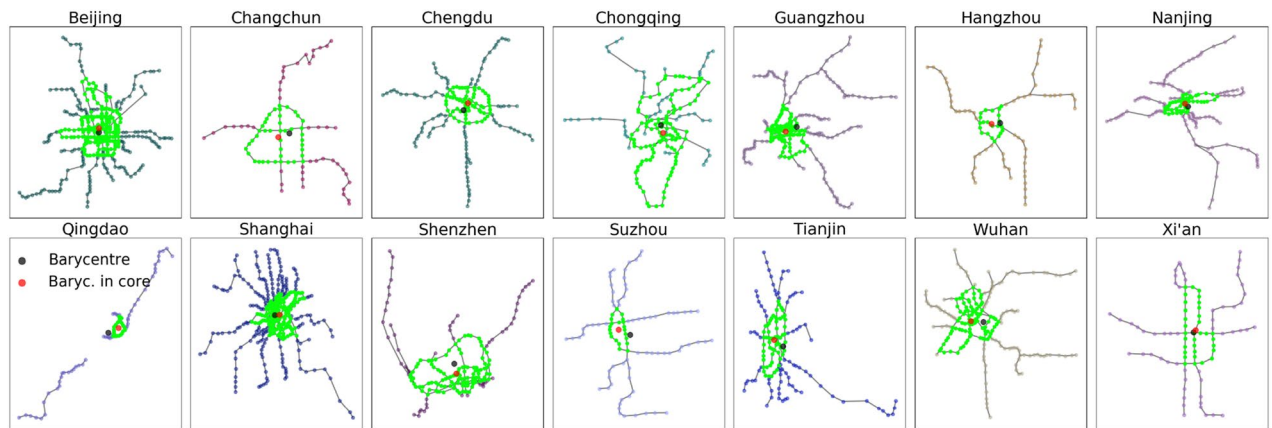 Beijing
Changchun
Chengdu
Chongqing
Guangzhou
Hangzhou
Nanjing
Qingdao
Shanghai
Shenzhen
Suzhou
Tianjin
Wuhan
Xi'an
Barycentre
Baryc. in core